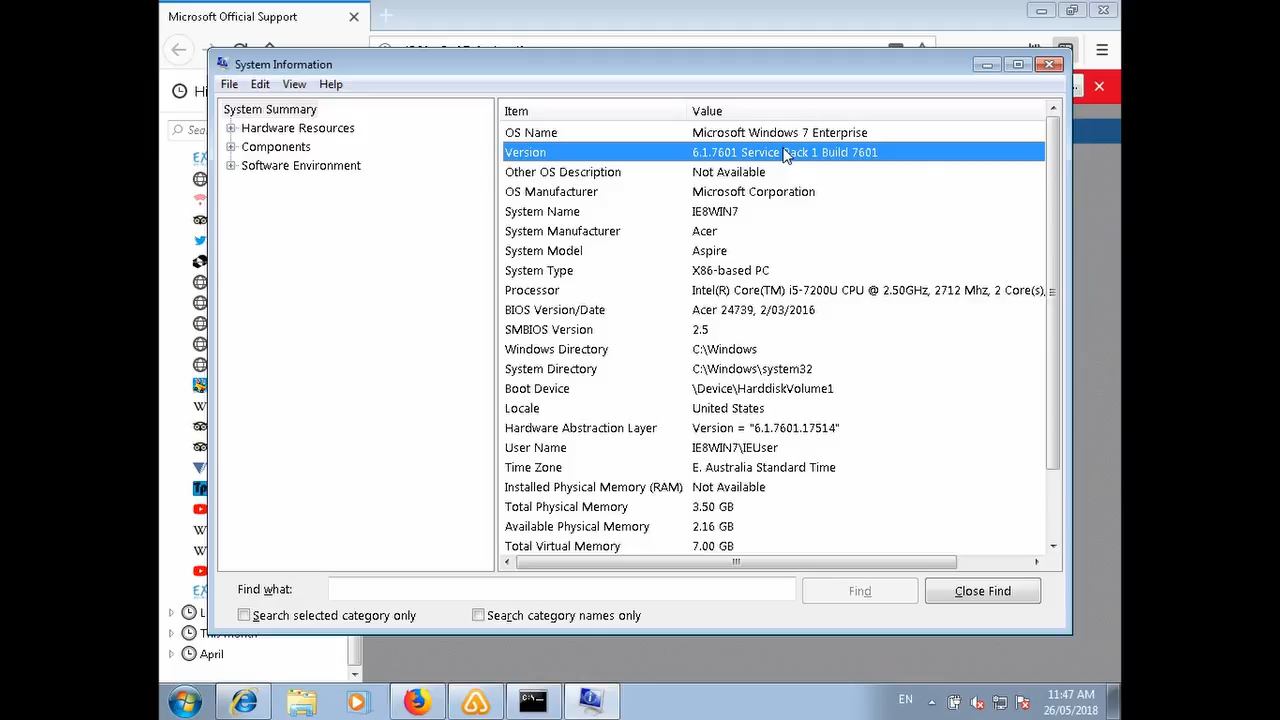 Microsoft Official Support
System Information
Hi
File Edit View Help
System Summary
Hardware Resources
Components
Software Environment
Item Value
OS Name Microsoft Windows 7 Enterprise
Version 6.1.7601 Service Pack 1 Build 7601
Other OS Description Not Available
OS Manufacturer Microsoft Corporation
System Name IE8WIN7
System Manufacturer Acer
System Model Aspire
System Type X86-based PC
Processor Intel(R) Core(TM) i5-7200U CPU @ 2.50GHz, 2712 Mhz, 2 Core(s),
BIOS Version/Date Acer 24739, 2/03/2016
SMBIOS Version 2.5
Windows Directory C:\Windows
System Directory C:\Windows\system32
Boot Device \Device\HarddiskVolume1
Locale United States
Hardware Abstraction Layer Version = "6.1.7601.17514"
User Name IE8WIN7\IEUser
Time Zone E. Australia Standard Time
Installed Physical Memory (RAM) Not Available
Total Physical Memory 3.50 GB
Available Physical Memory 2.16 GB
Total Virtual Memory 7.00 GB
Find what: Find Close Find
Search selected category only Search category names only
April
EN
11:47 AM
26/05/2018